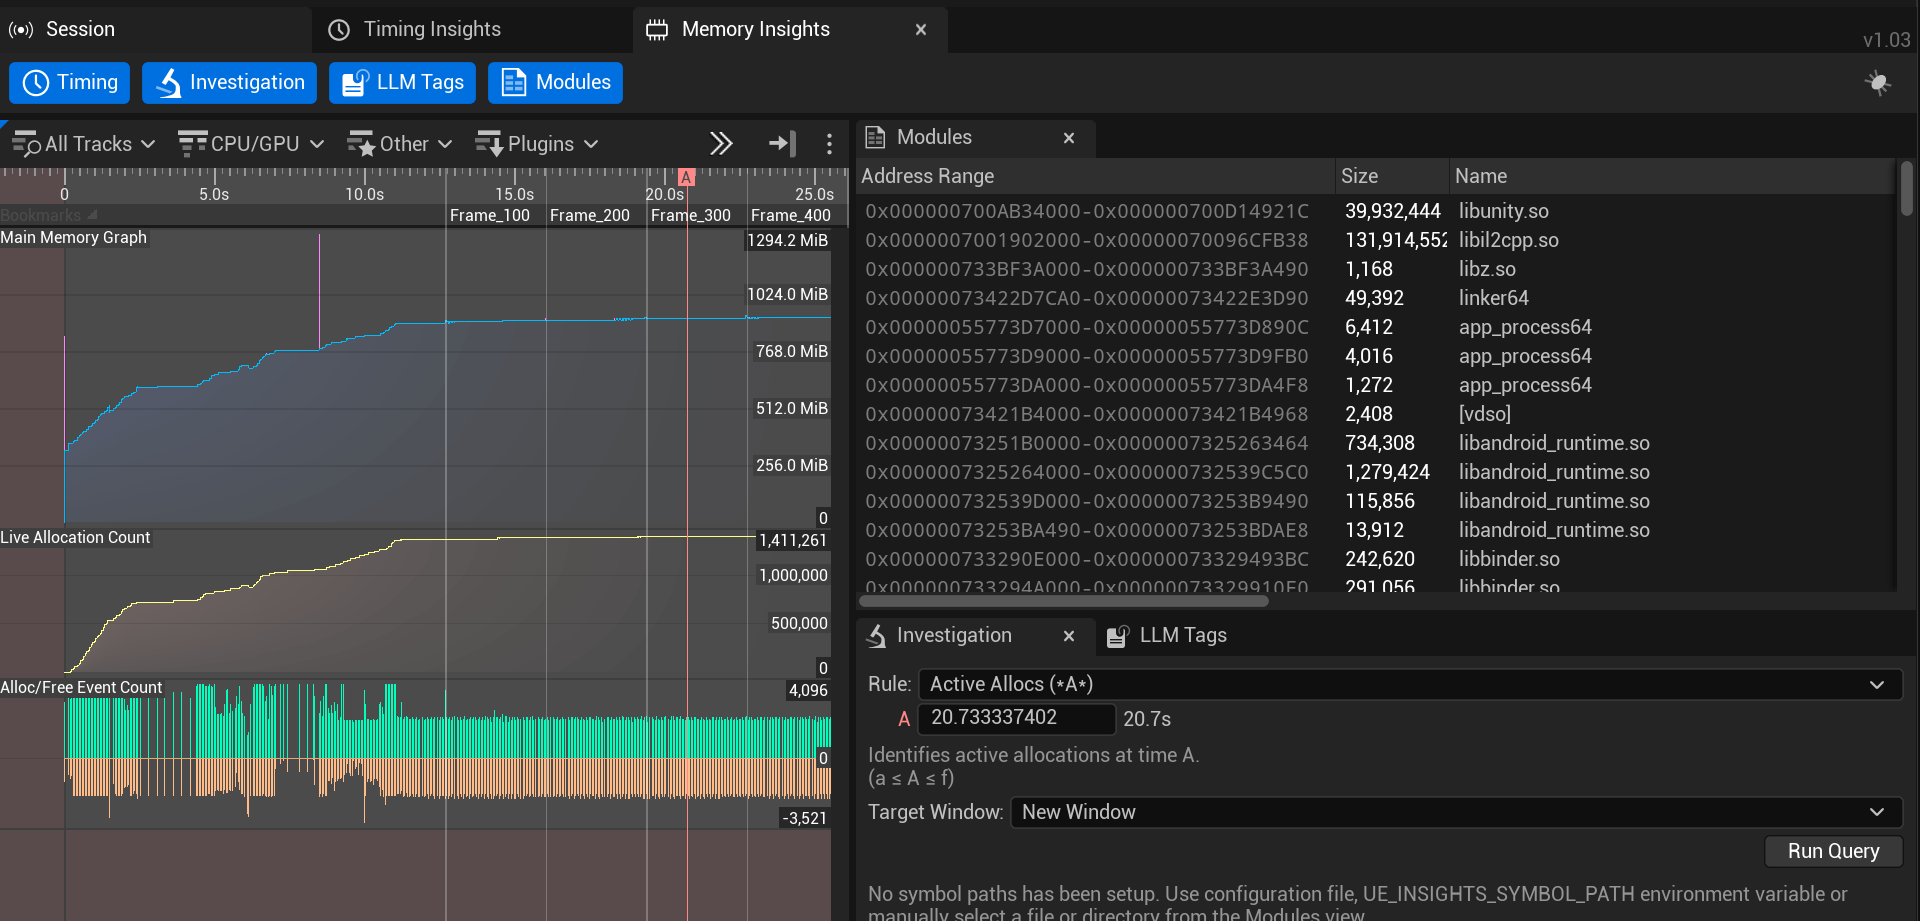 Session
Timing Insights
Memory Insights
v1.03
Timing
Investigation
LLM Tags
Modules
All Tracks
CPU/GPU
Other
Plugins
0
5.0s
10.0s
15.0s
20.0s
A
25.0s
Bookmarks
Frame_100
Frame_200
Frame_300
Frame_400
Main Memory Graph
1294.2 MiB
1024.0 MiB
768.0 MiB
512.0 MiB
256.0 MiB
0
Live Allocation Count
1,411,261
1,000,000
500,000
0
Alloc/Free Event Count
4,096
0
-3,521
Modules
Address Range Size Name
0x000000700AB34000-0x000000700D14921C 39,932,444 libunity.so
0x0000007001902000-0x00000070096CFB38 131,914,552 libil2cpp.so
0x000000733BF3A000-0x000000733BF3A490 1,168 libz.so
0x00000073422D7CA0-0x00000073422E3D90 49,392 linker64
0x00000055773D7000-0x00000055773D890C 6,412 app_process64
0x00000055773D9000-0x00000055773D9FB0 4,016 app_process64
0x00000055773DA000-0x00000055773DA4F8 1,272 app_process64
0x00000073421B4000-0x00000073421B4968 2,408 [vdso]
0x00000073251B0000-0x0000007325263464 734,308 libandroid_runtime.so
0x0000007325264000-0x000000732539C5C0 1,279,424 libandroid_runtime.so
0x000000732539D000-0x00000073253B9490 115,856 libandroid_runtime.so
0x00000073253BA490-0x00000073253BDAE8 13,912 libandroid_runtime.so
0x000000733290E000-0x00000073329493BC 242,620 libbinder.so
0x000000733294A000-0x00000073329910F0 291,056 libbinder.so
Investigation
LLM Tags
Rule: Active Allocs (*A*)
A 20.733337402 20.7s
Identifies active allocations at time A.
(a ≤ A ≤ f)
Target Window: New Window
Run Query
No symbol paths has been setup. Use configuration file, UE_INSIGHTS_SYMBOL_PATH environment variable or
manually select a file or directory from the Modules view.